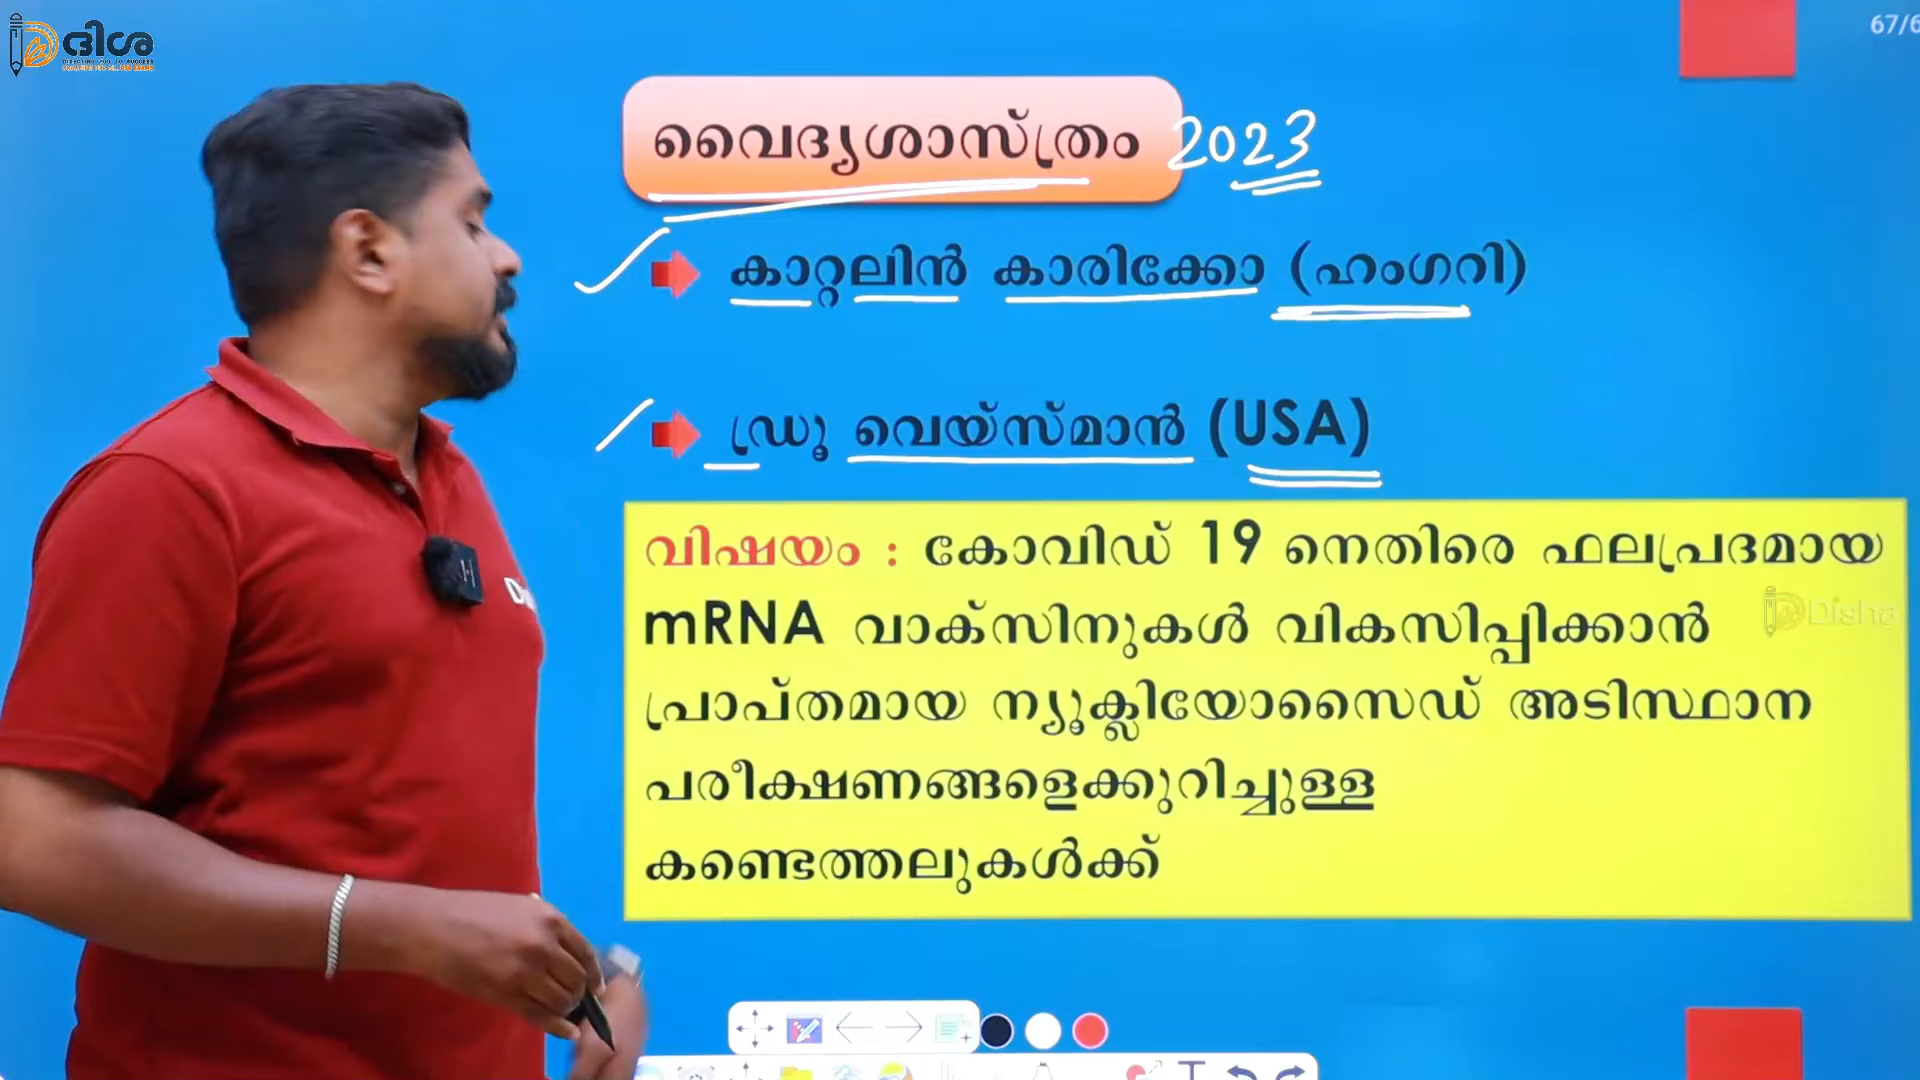 ദിശ
67/6
വൈദ്യശാസ്ത്രം 2023
കാറ്റലിൻ കാരിക്കോ (ഹംഗറി)
ഡ്രൂ വെയ്സ്മാൻ (USA)
വിഷയം : കോവിഡ് 19 നെതിരെ ഫലപ്രദമായ
mRNA വാക്സിനുകൾ വികസിപ്പിക്കാൻ
Disha
പ്രാപ്തമായ ന്യൂക്ലിയോസൈഡ് അടിസ്ഥാന
പരീക്ഷണങ്ങളെക്കുറിച്ചുള്ള
കണ്ടെത്തലുകൾക്ക്
T